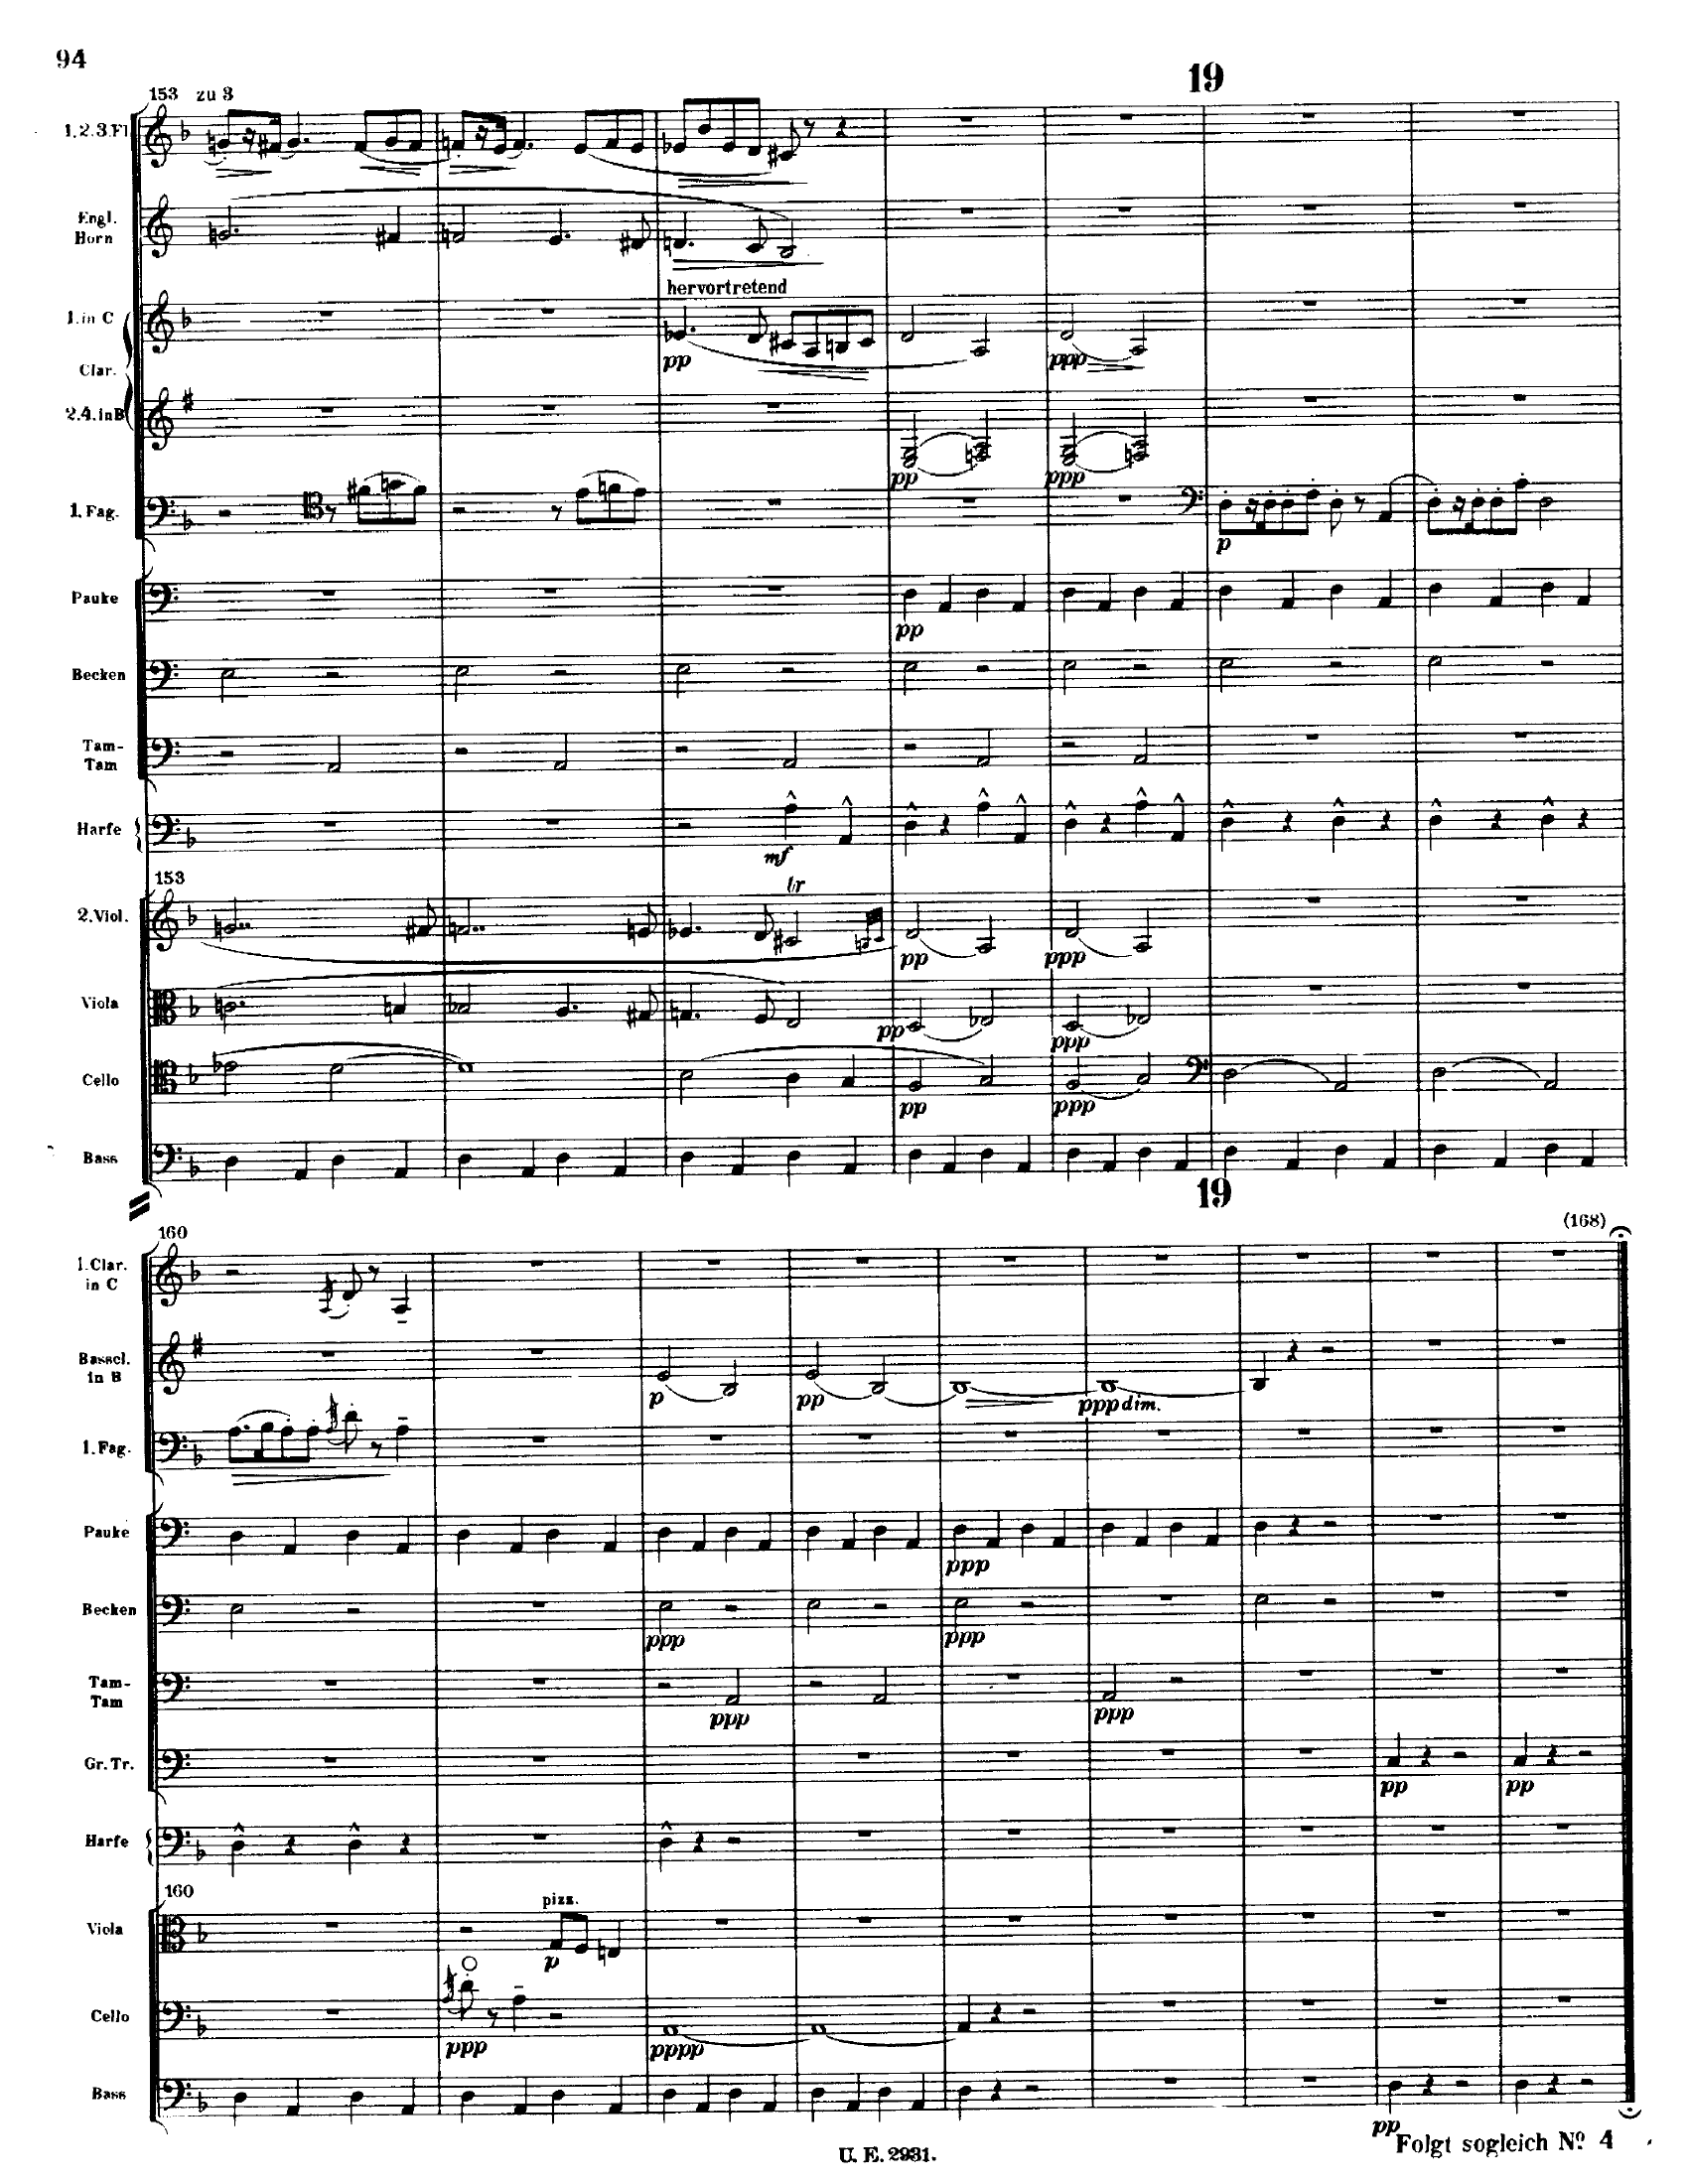 94
19
153 zu 3
1.2.3.Fl
Engl.
Horn
hervortretend
1. in C
pp
ppp
Clar.
2.4. inB
pp
ppp
1. Fag.
p
Pauke
pp
Becken
Tam-
Tam
Harfe
mf
153
tr
2.Viol.
pp
ppp
Viola
pp
ppp
Cello
pp
ppp
Bass
19
160
(168)
1.Clar.
in C
Basscl.
in B
p
pp
ppp dim.
1.Fag.
Pauke
ppp
Becken
ppp
ppp
Tam-
Tam
ppp
ppp
Gr. Tr.
pp
pp
Harfe
160
pizz.
Viola
p
Cello
ppp
pppp
Bass
pp
Folgt sogleich No. 4
U. E. 2931.